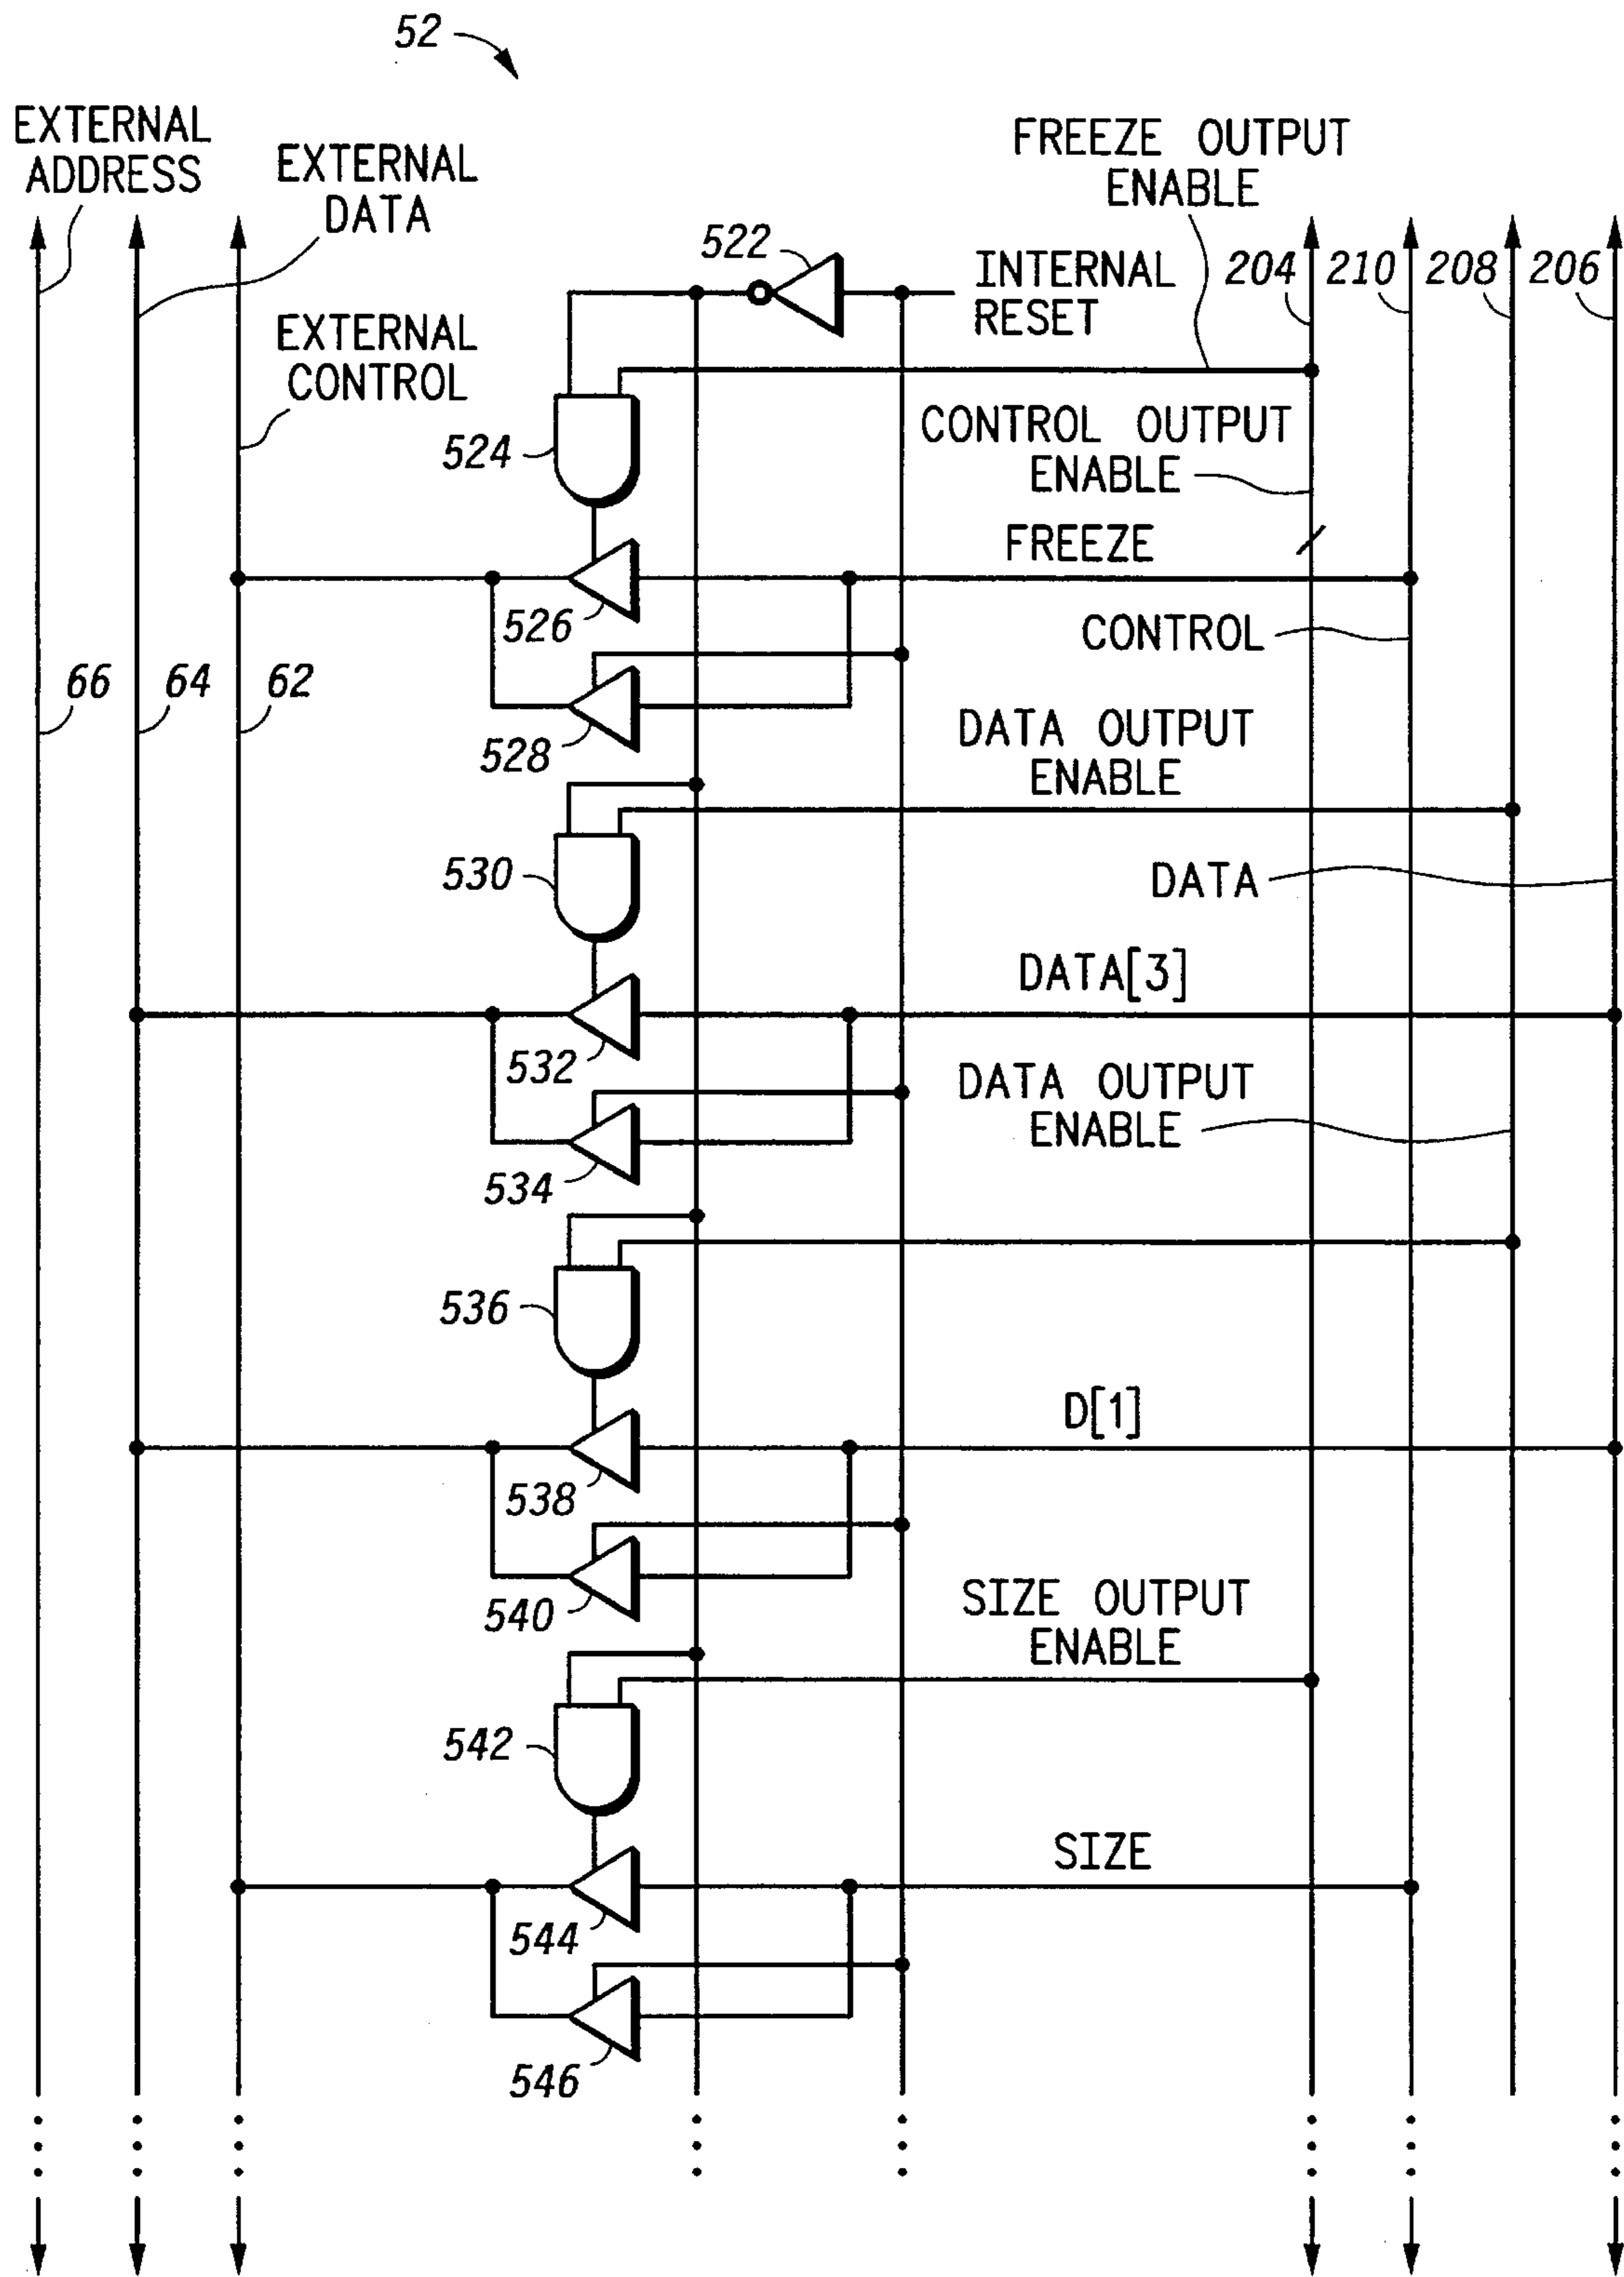 52
EXTERNAL
ADDRESS
EXTERNAL
DATA
EXTERNAL
CONTROL
FREEZE OUTPUT
ENABLE
522
INTERNAL
RESET
204
210
208
206
524
CONTROL OUTPUT
ENABLE
FREEZE
526
CONTROL
66
64
62
528
DATA OUTPUT
ENABLE
530
DATA
DATA[3]
532
DATA OUTPUT
ENABLE
534
536
D[1]
538
540
SIZE OUTPUT
ENABLE
542
SIZE
544
546